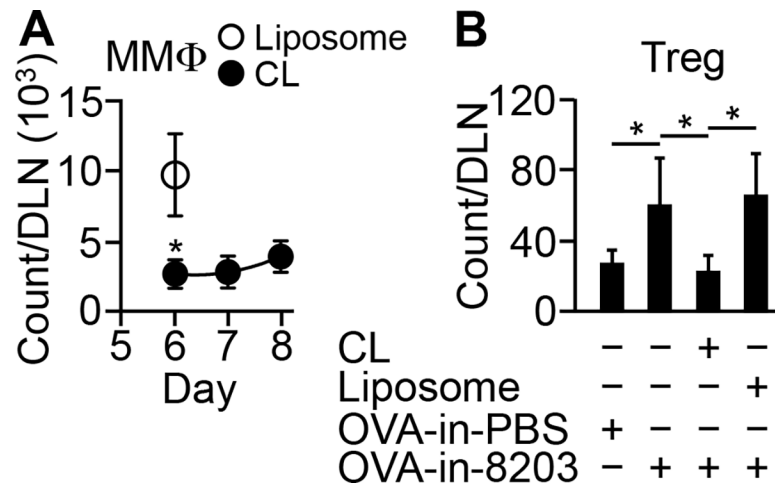 A
MMΦ
Liposome
CL
Count/DLN (10³)
15
10
5
0
*
5 6 7 8
Day
B
Treg
Count/DLN
120
80
40
0
* * *
CL − − + −
Liposome − − − +
OVA-in-PBS + − − −
OVA-in-8203 − + + +